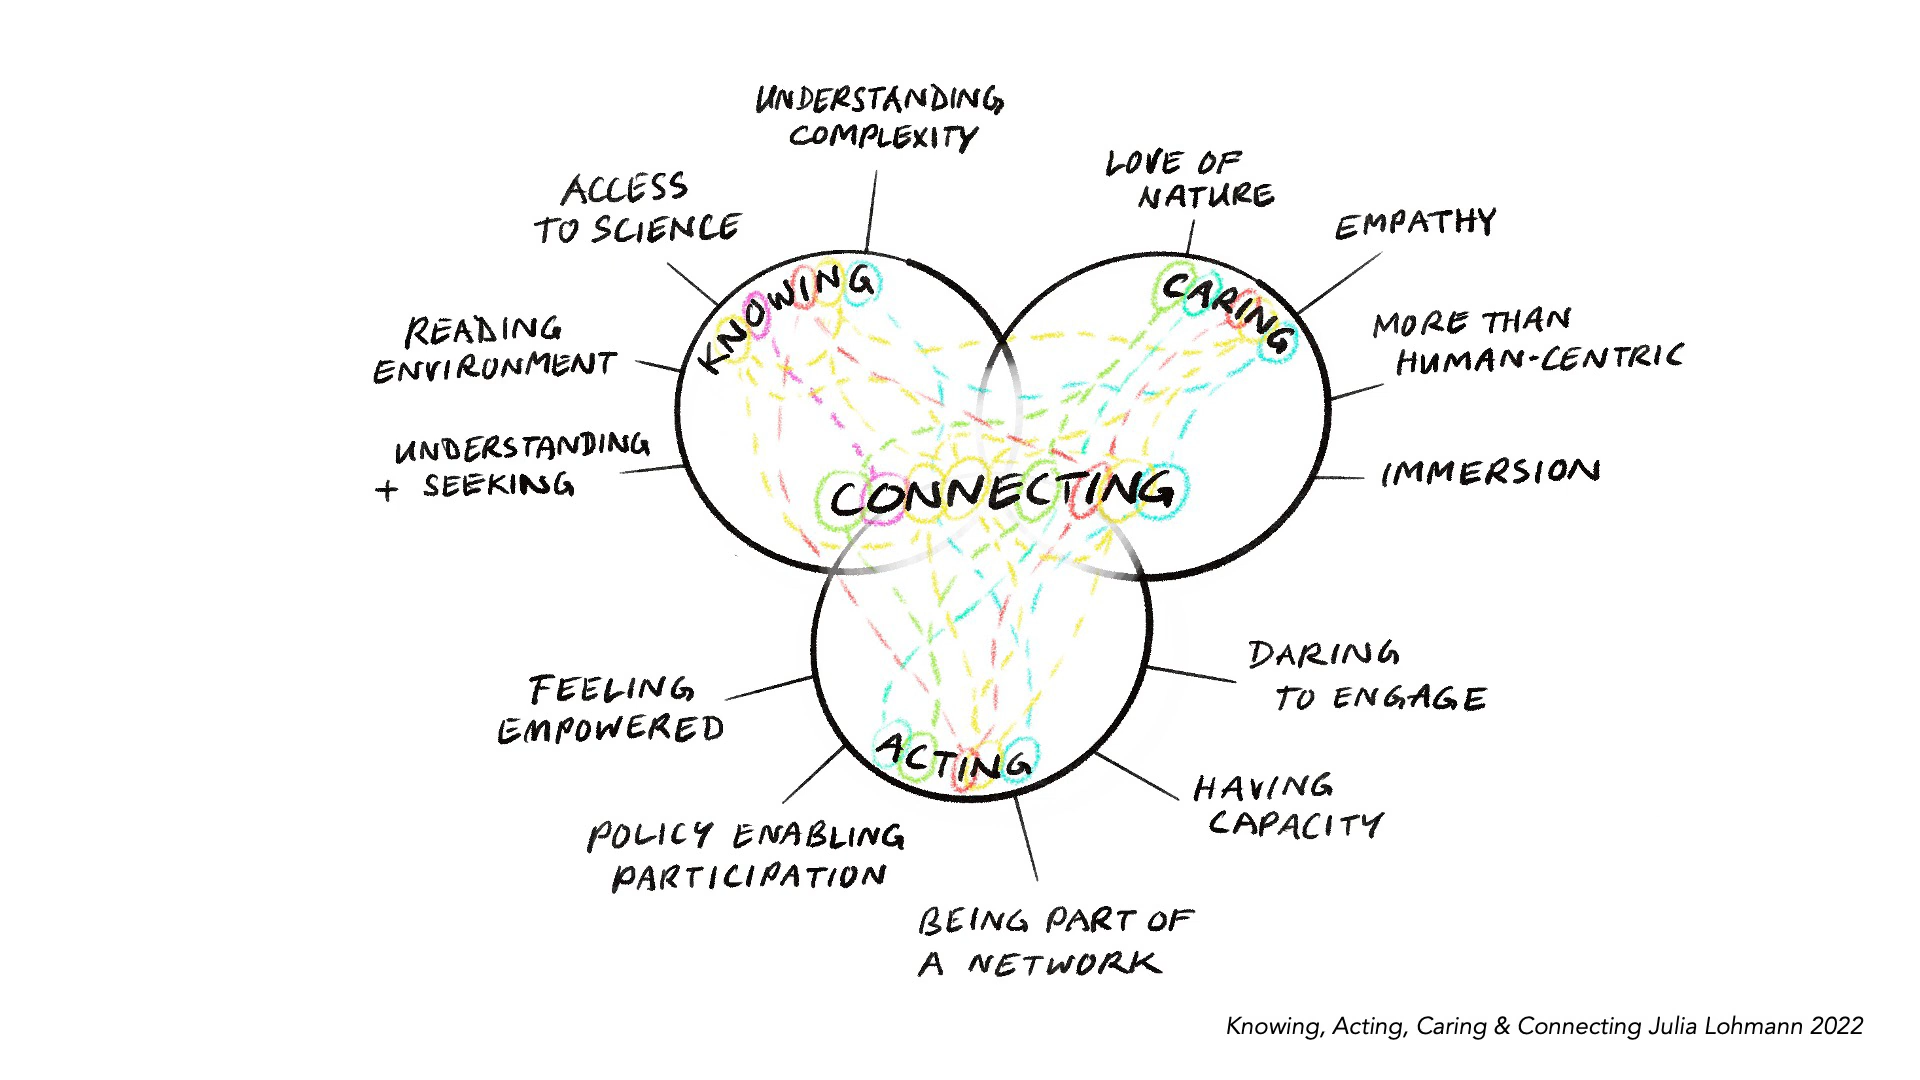 UNDERSTANDING
COMPLEXITY
ACCESS
TO SCIENCE
READING
ENVIRONMENT
UNDERSTANDING
+ SEEKING
KNOWING
LOVE OF
NATURE
EMPATHY
MORE THAN
HUMAN-CENTRIC
IMMERSION
CARING
CONNECTING
FEELING
EMPOWERED
POLICY ENABLING
PARTICIPATION
BEING PART OF
A NETWORK
HAVING
CAPACITY
DARING
TO ENGAGE
ACTING
Knowing, Acting, Caring & Connecting Julia Lohmann 2022